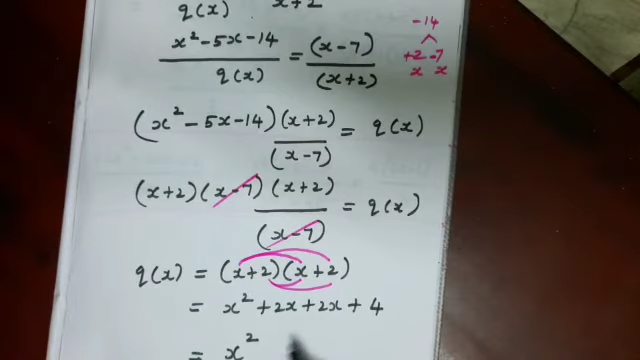 q(x) x+2
x² - 5x - 14 / q(x) = (x - 7) / (x + 2)
-14
+2 -7
x x
(x² - 5x - 14) (x+2) / (x - 7) = q(x)
(x+2) (x-7) (x+2) / (x-7) = q(x)
q(x) = (x+2)(x+2)
= x² + 2x + 2x + 4
= x²